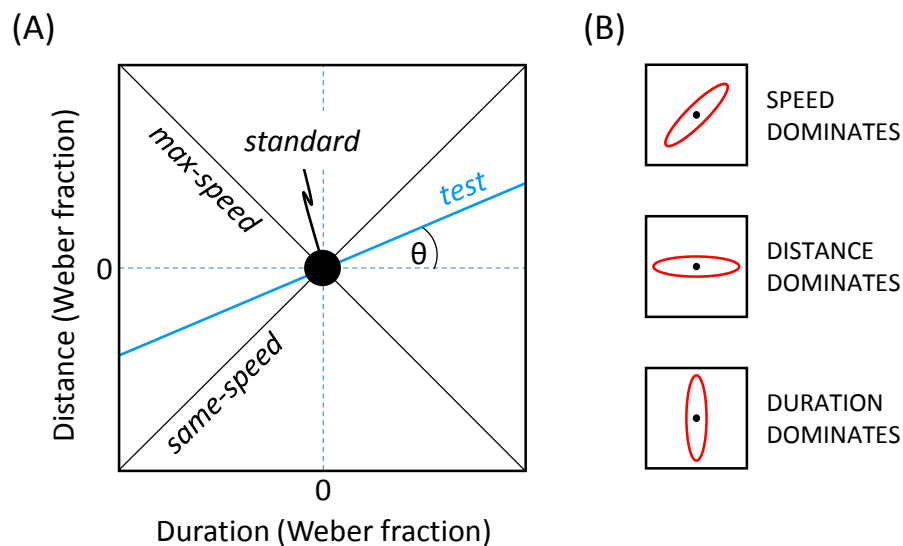 (A)
(B)
max-speed
standard
test
θ
same-speed
0
0
Distance (Weber fraction)
Duration (Weber fraction)
SPEED
DOMINATES
DISTANCE
DOMINATES
DURATION
DOMINATES